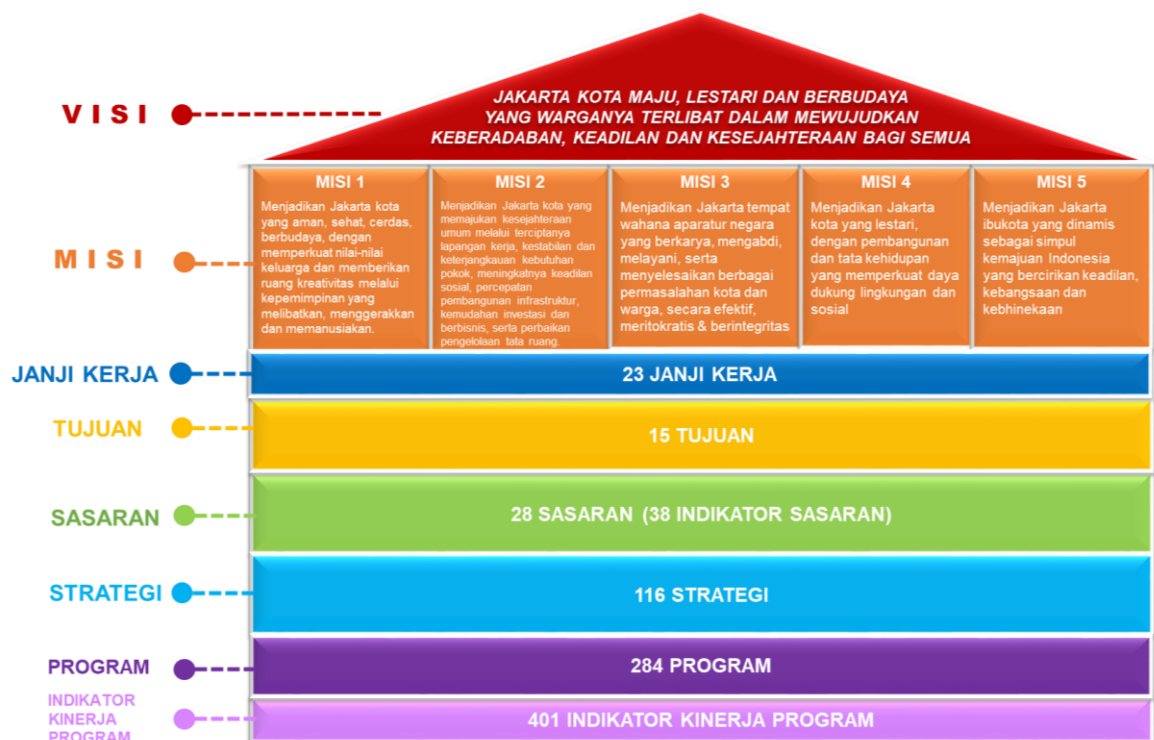 VISI
JAKARTA KOTA MAJU, LESTARI DAN BERBUDAYA
YANG WARGANYA TERLIBAT DALAM MEWUJUDKAN
KEBERADABAN, KEADILAN DAN KESEJAHTERAAN BAGI SEMUA
MISI
MISI 1
Menjadikan Jakarta kota
yang aman, sehat, cerdas,
berbudaya, dengan
memperkuat nilai-nilai
keluarga dan memberikan
ruang kreativitas melalui
kepemimpinan yang
melibatkan, menggerakkan
dan memanusiakan.
MISI 2
Menjadikan Jakarta kota yang
memajukan kesejahteraan
umum melalui terciptanya
lapangan kerja, kestabilan dan
keterjangkauan kebutuhan
pokok, meningkatnya keadilan
sosial, percepatan
pembangunan infrastruktur,
kemudahan investasi dan
berbisnis, serta perbaikan
pengelolaan tata ruang.
MISI 3
Menjadikan Jakarta tempat
wahana aparatur negara
yang berkarya, mengabdi,
melayani, serta
menyelesaikan berbagai
permasalahan kota dan
warga, secara efektif,
meritokratis & berintegritas
MISI 4
Menjadikan Jakarta
kota yang lestari,
dengan pembangunan
dan tata kehidupan
yang memperkuat daya
dukung lingkungan dan
sosial
MISI 5
Menjadikan Jakarta
ibukota yang dinamis
sebagai simpul
kemajuan Indonesia
yang bercirikan keadilan,
kebangsaan dan
kebhinekaan
JANJI KERJA
23 JANJI KERJA
TUJUAN
15 TUJUAN
SASARAN
28 SASARAN (38 INDIKATOR SASARAN)
STRATEGI
116 STRATEGI
PROGRAM
284 PROGRAM
INDIKATOR
KINERJA
PROGRAM
401 INDIKATOR KINERJA PROGRAM